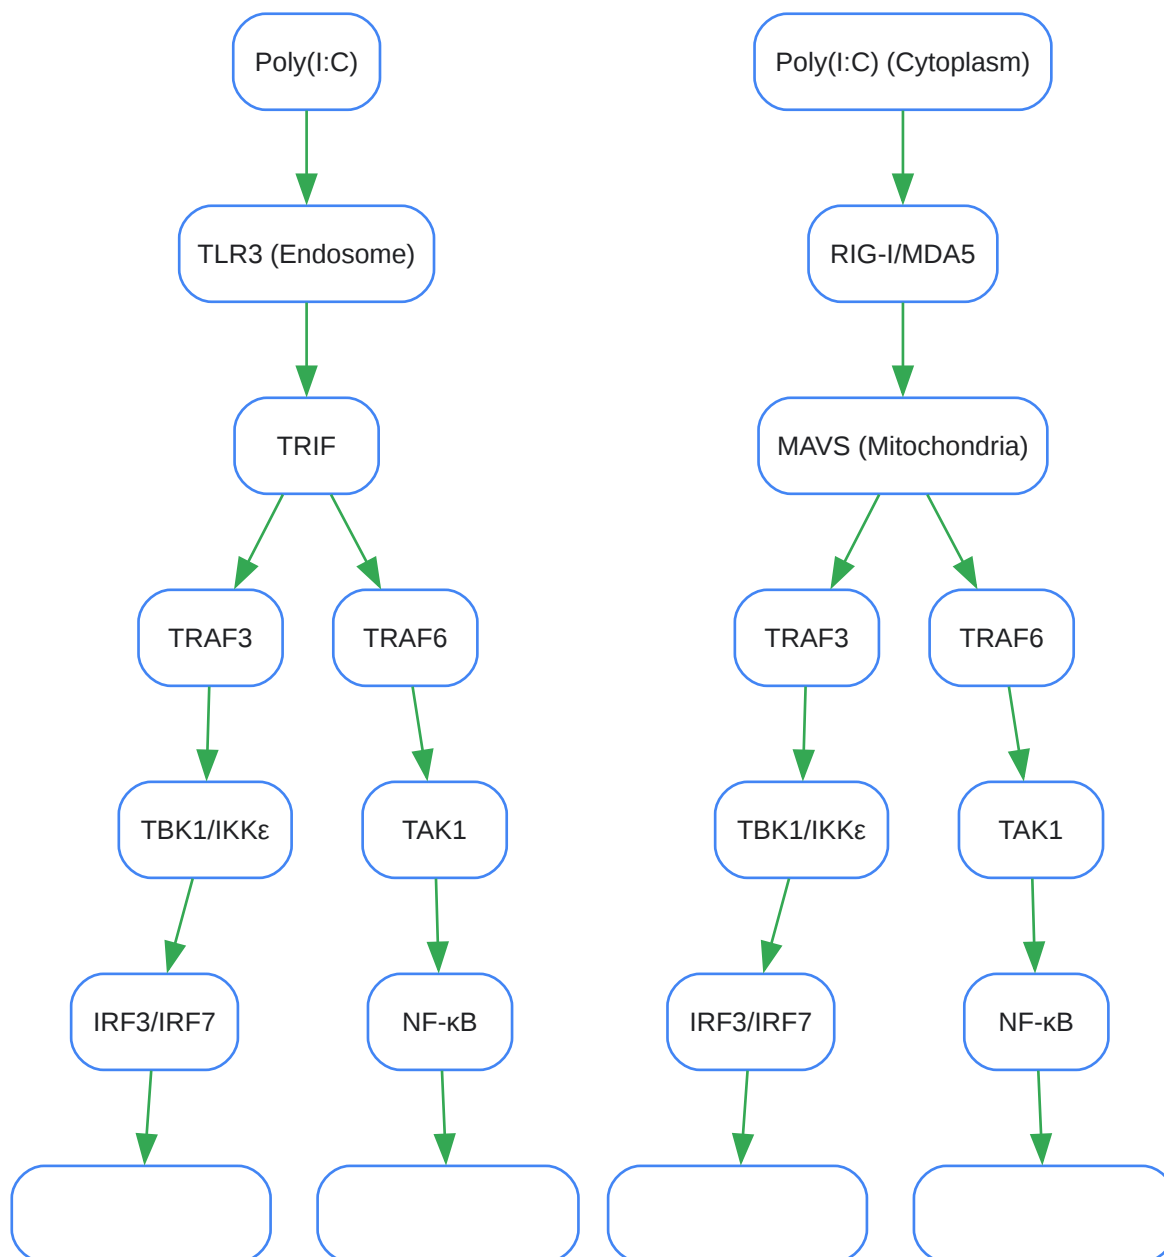 Poly(I:C)
Poly(I:C) (Cytoplasm)
TLR3 (Endosome)
RIG-I/MDA5
TRIF
MAVS (Mitochondria)
TRAF3
TRAF6
TRAF3
TRAF6
TBK1/IKKε
TAK1
TBK1/IKKε
TAK1
IRF3/IRF7
NF-κB
IRF3/IRF7
NF-κB